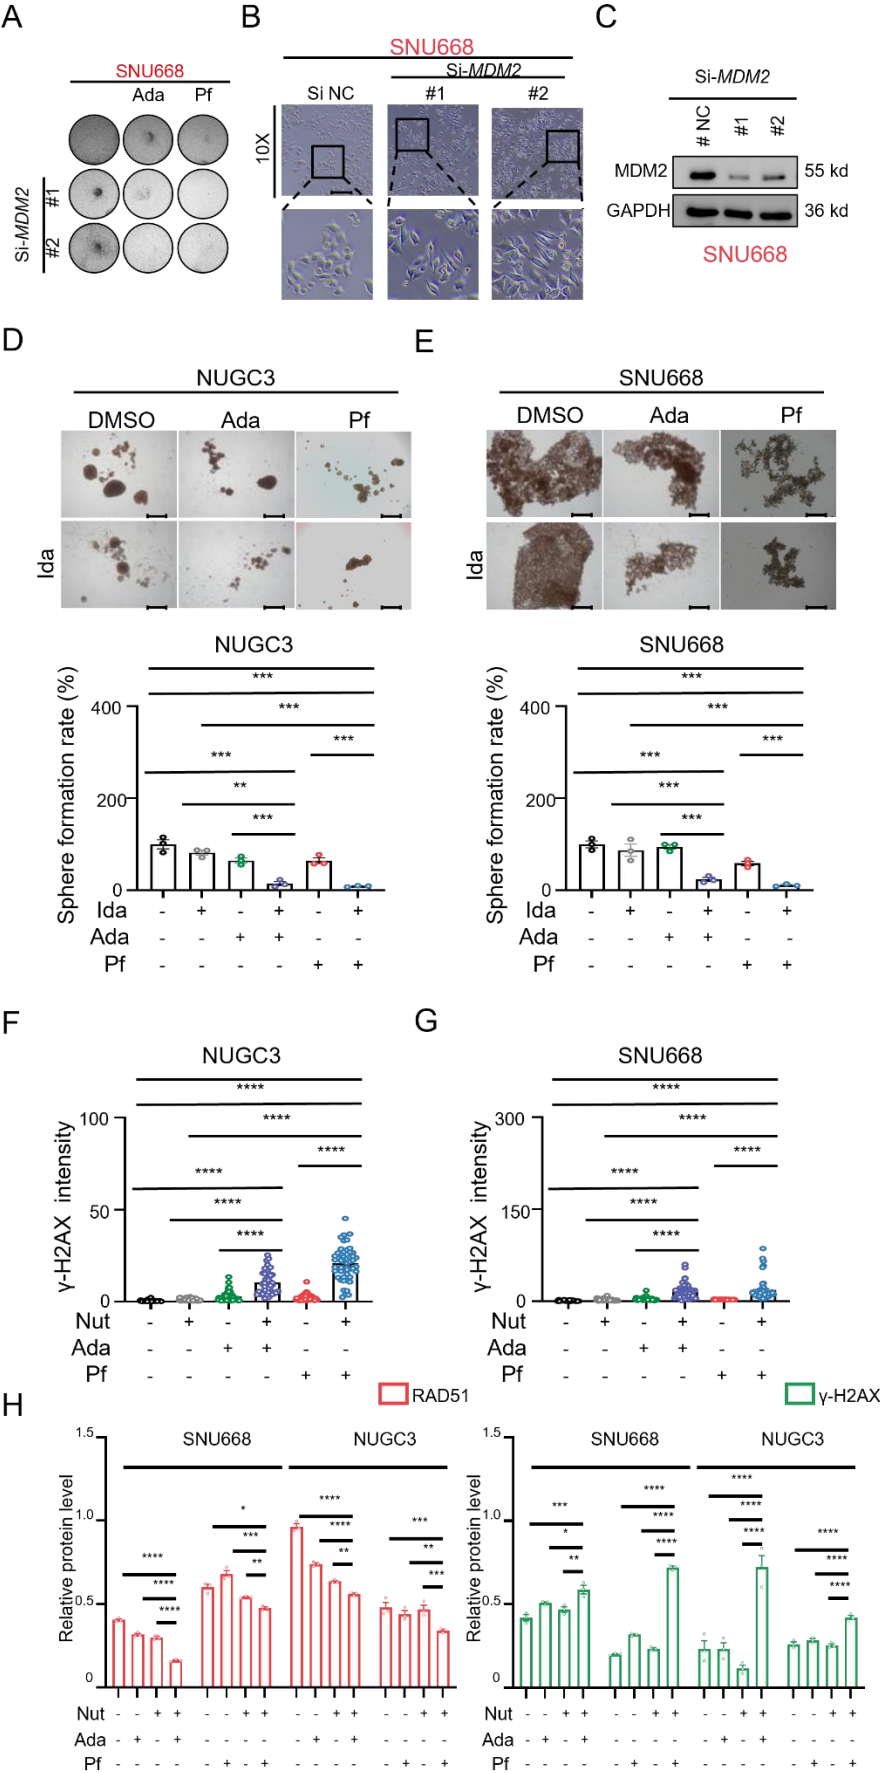 A
SNU668
Ada Pf
Si-MDM2
#1
#2
B
SNU668
Si-MDM2
Si NC #1 #2
10X
C
Si-MDM2
# NC #1 #2
MDM2 55 kd
GAPDH 36 kd
SNU668
D
NUGC3
DMSO Ada Pf
Ida
NUGC3
***
***
***
***
**
***
Sphere formation rate (%)
400
200
0
Ida - + - + - +
Ada - - + + - -
Pf - - - - + +
E
SNU668
DMSO Ada Pf
Ida
SNU668
***
***
***
***
***
***
Sphere formation rate (%)
400
200
0
Ida - + - + - +
Ada - - + + - -
Pf - - - - + +
F
NUGC3
****
****
****
****
****
****
γ-H2AX intensity
100
50
0
Nut - + - + - +
Ada - - + + - -
Pf - - - - + +
G
SNU668
****
****
****
****
****
****
γ-H2AX intensity
300
150
0
Nut - + - + - +
Ada - - + + - -
Pf - - - - + +
H
RAD51
SNU668 NUGC3
Relative protein level
1.5
1.0
0.5
0
****
****
****
*
***
**
****
****
**
***
**
***
Nut - - + + - - + + - - + + - - + +
Ada - + - + - - - - - + - + - - - -
Pf - - - - - + - + - - - - - + - +
γ-H2AX
SNU668 NUGC3
Relative protein level
1.5
1.0
0.5
0
***
*
**
****
****
****
****
****
****
****
****
****
Nut - - + + - - + + - - + + - - + +
Ada - + - + - - - - - + - + - - - -
Pf - - - - - + - + - - - - - + - +